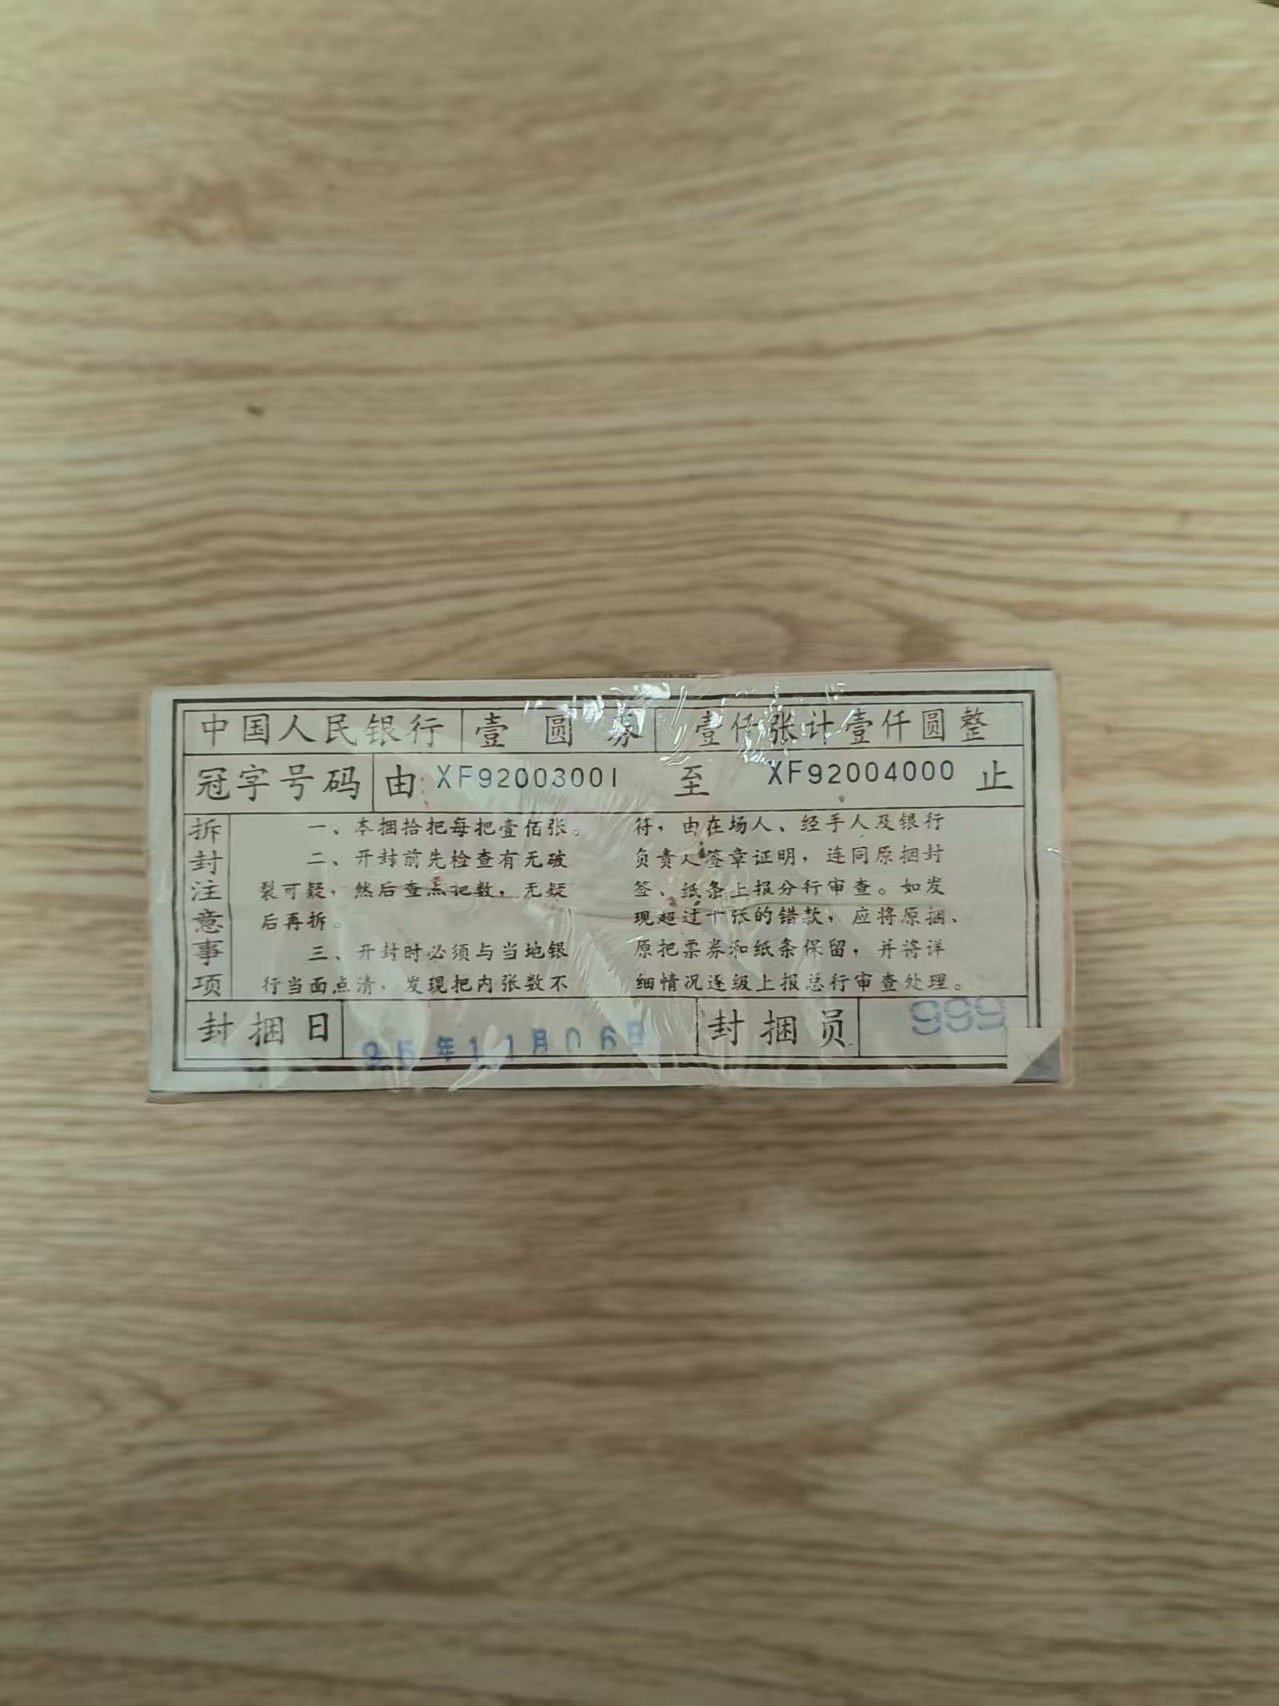 中国人民银行 壹圆券 壹仟张计壹仟圆整
冠字号码 由 XF92003001 至 XF92004000 止
拆封注意事项
一、本捆拾把每把壹佰张。
二、开封前先检查有无破
裂可疑，然后查点把数，无疑
后再拆。
三、开封时必须与当地银
行当面点清，发现把内张数不
符，由在场人、经手人及银行
负责人签章证明，连同原捆封
签、纸条上报分行审查。如发
现超过十张的错款，应将原捆、
原把票券和纸条保留，并将详
细情况逐级上报总行审查处理。
封捆日 年11月06日 封捆员 999